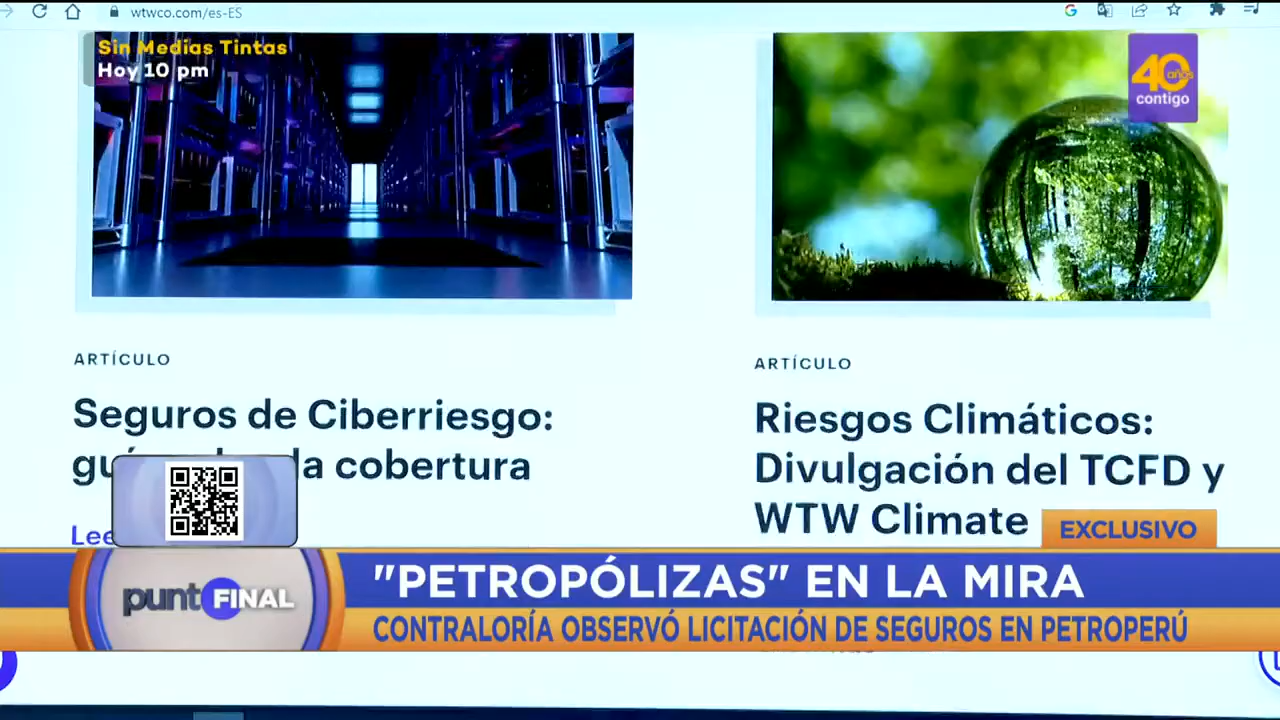 wtwco.com/es-ES
Sin Medias Tintas
Hoy 10 pm
40 años
contigo
ARTÍCULO
Seguros de Ciberriesgo:
la cobertura
Lee
ARTÍCULO
Riesgos Climáticos:
Divulgación del TCFD y
WTW Climate
EXCLUSIVO
punto FINAL
"PETROPÓLIZAS" EN LA MIRA
CONTRALORÍA OBSERVÓ LICITACIÓN DE SEGUROS EN PETROPERÚ